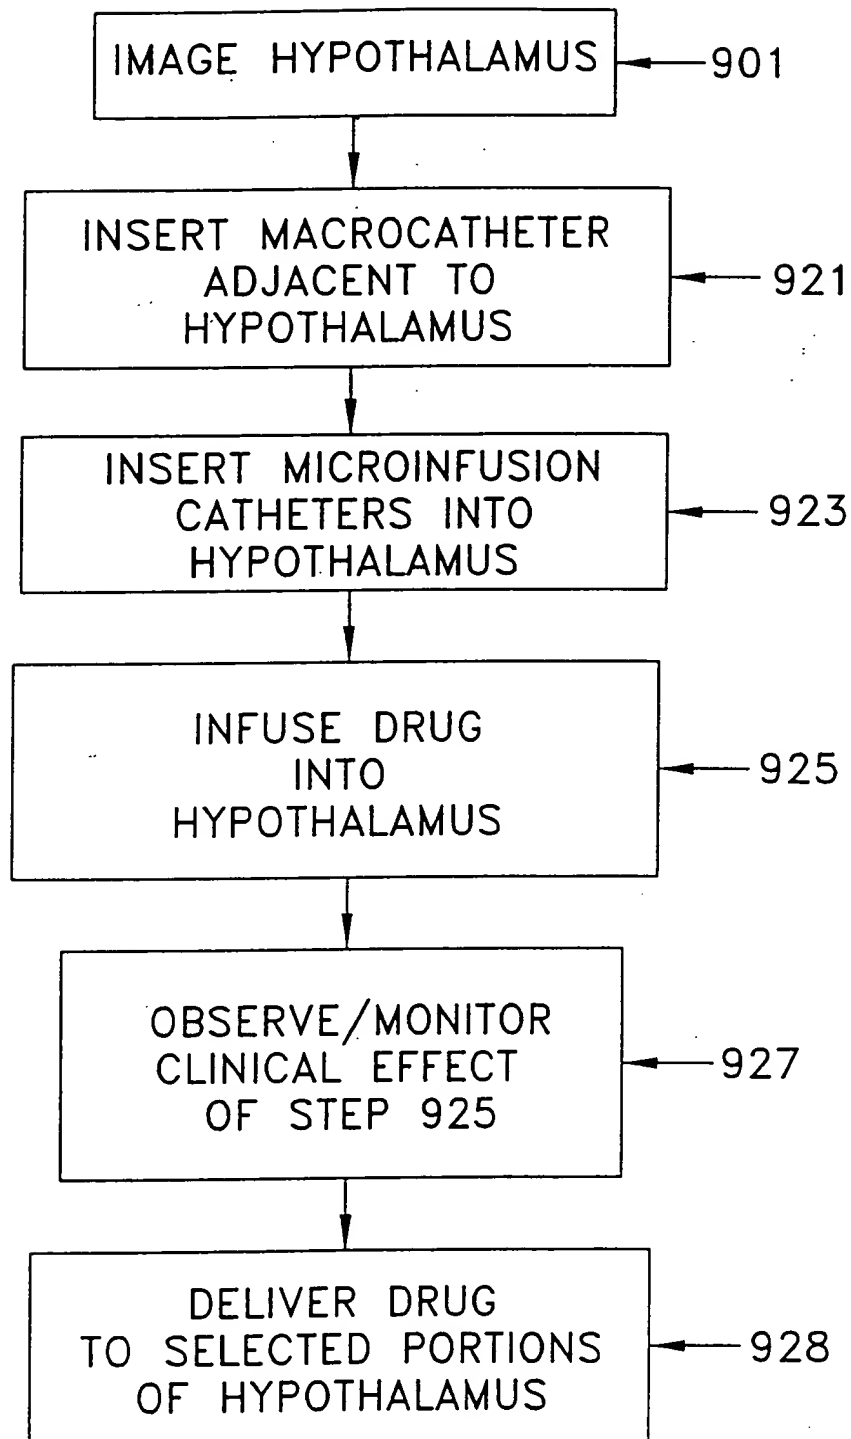 IMAGE HYPOTHALAMUS
901
INSERT MACROCATHETER
ADJACENT TO
HYPOTHALAMUS
921
INSERT MICROINFUSION
CATHETERS INTO
HYPOTHALAMUS
923
INFUSE DRUG
INTO
HYPOTHALAMUS
925
OBSERVE/MONITOR
CLINICAL EFFECT
OF STEP 925
927
DELIVER DRUG
TO SELECTED PORTIONS
OF HYPOTHALAMUS
928